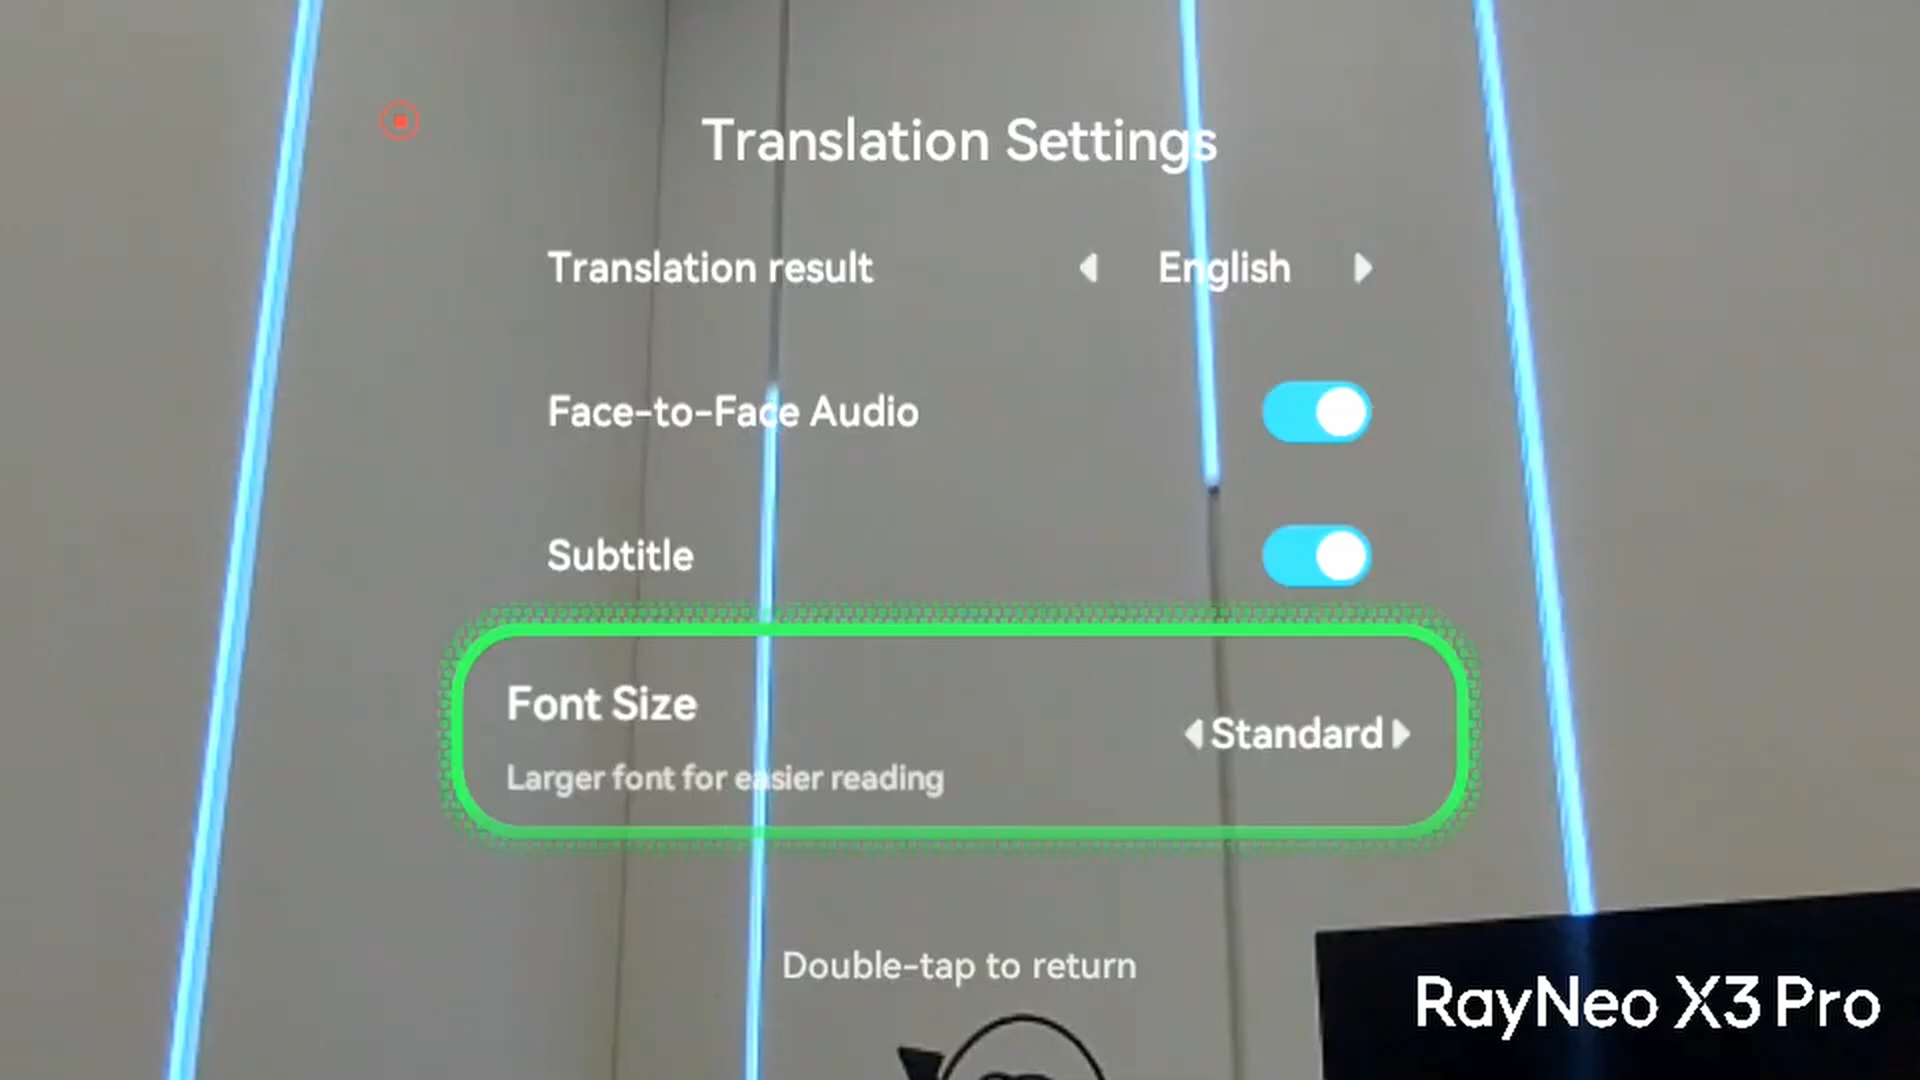 Translation Settings
Translation result
English
Face-to-Face Audio
Subtitle
Font Size
Standard
Larger font for easier reading
Double-tap to return
RayNeo X3 Pro